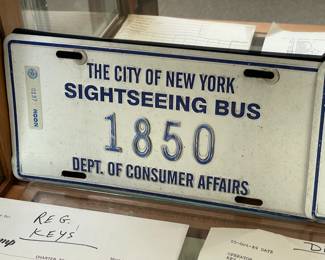 THE CITY OF NEW YORK
SIGHTSEEING BUS
1850
DEPT. OF CONSUMER AFFAIRS
REG.
KEYS